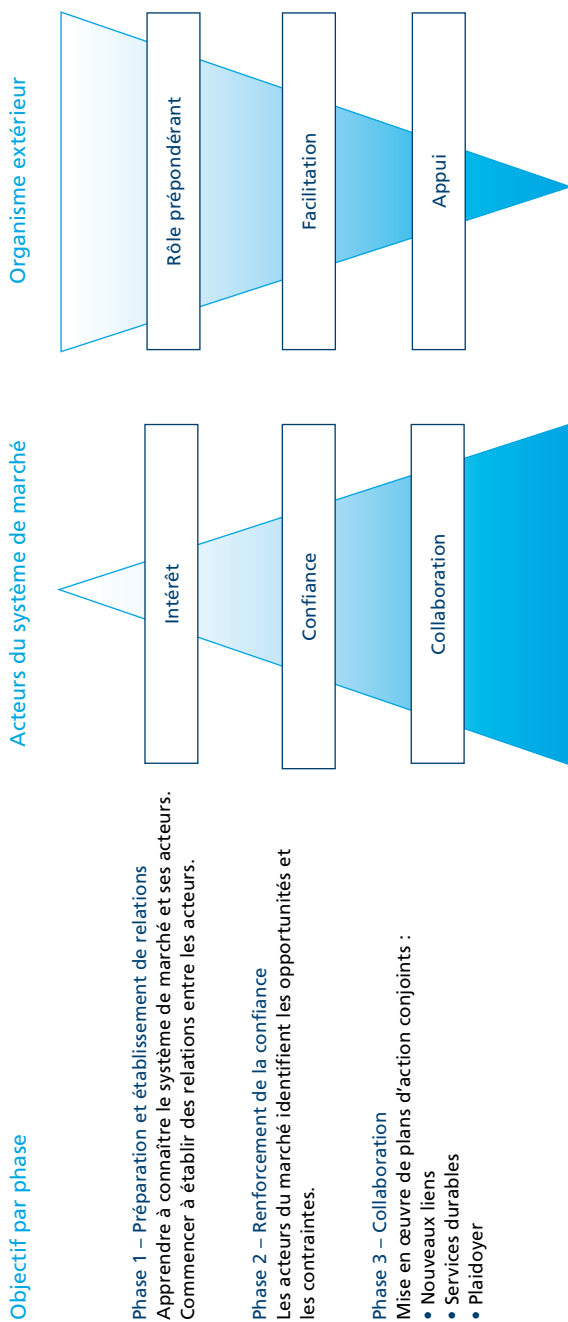 Objectif par phase
Acteurs du système de marché
Organisme extérieur
Phase 1 – Préparation et établissement de relations
Apprendre à connaître le système de marché et ses acteurs.
Commencer à établir des relations entre les acteurs.
Intérêt
Rôle prépondérant
Phase 2 – Renforcement de la confiance
Les acteurs du marché identifient les opportunités et
les contraintes.
Confiance
Facilitation
Phase 3 – Collaboration
Mise en œuvre de plans d’action conjoints :
• Nouveaux liens
• Services durables
• Plaidoyer
Collaboration
Appui